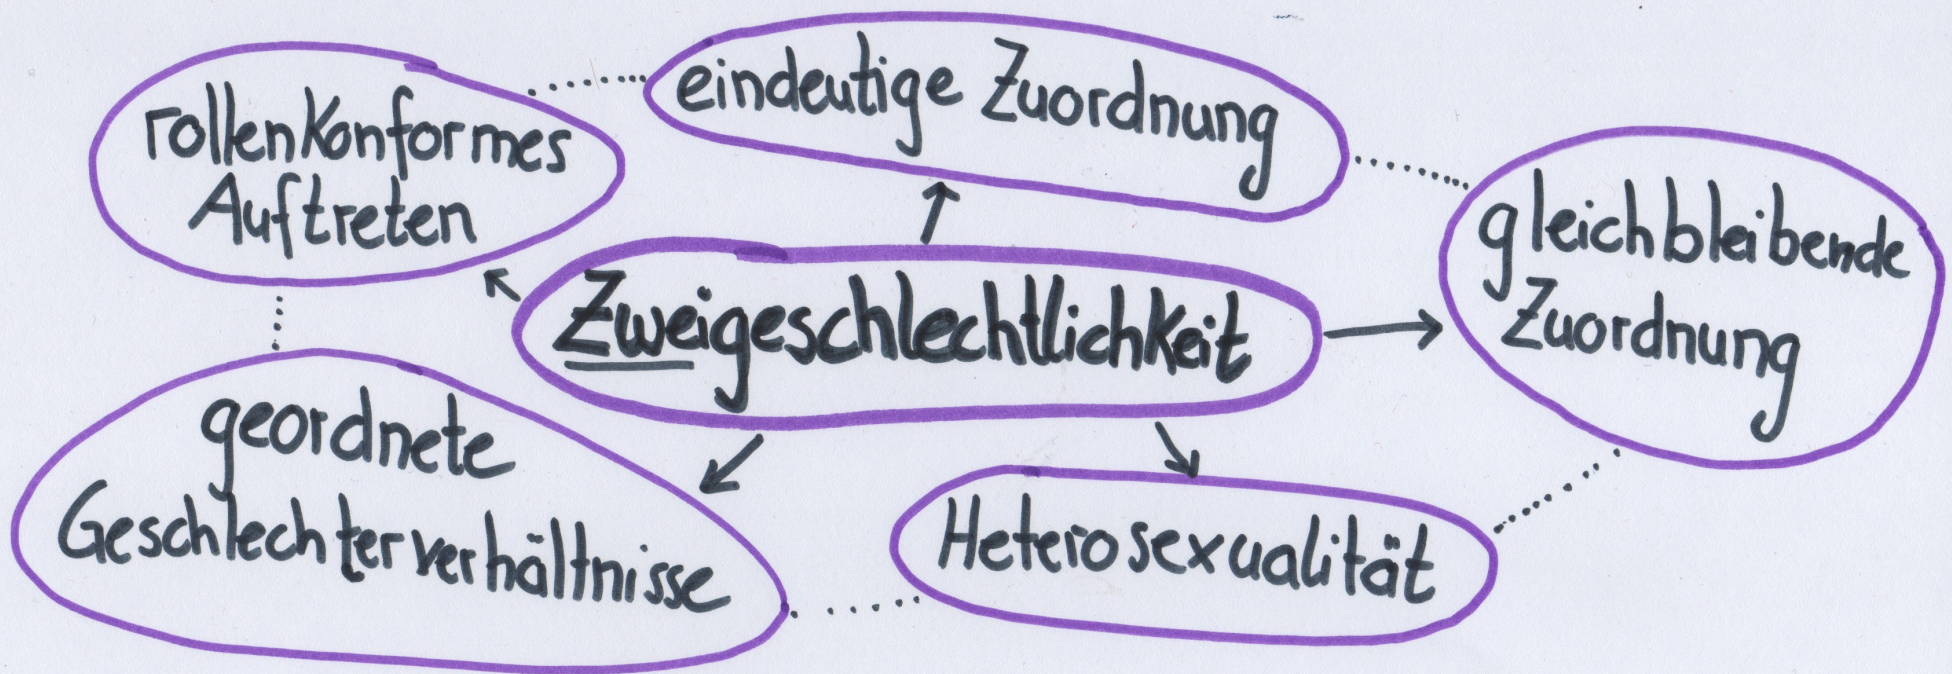 eindeutige Zuordnung
rollenkonformes
Auftreten
gleichbleibende
Zuordnung
Zweigeschlechtlichkeit
geordnete
Geschlechterverhältnisse
Heterosexualität